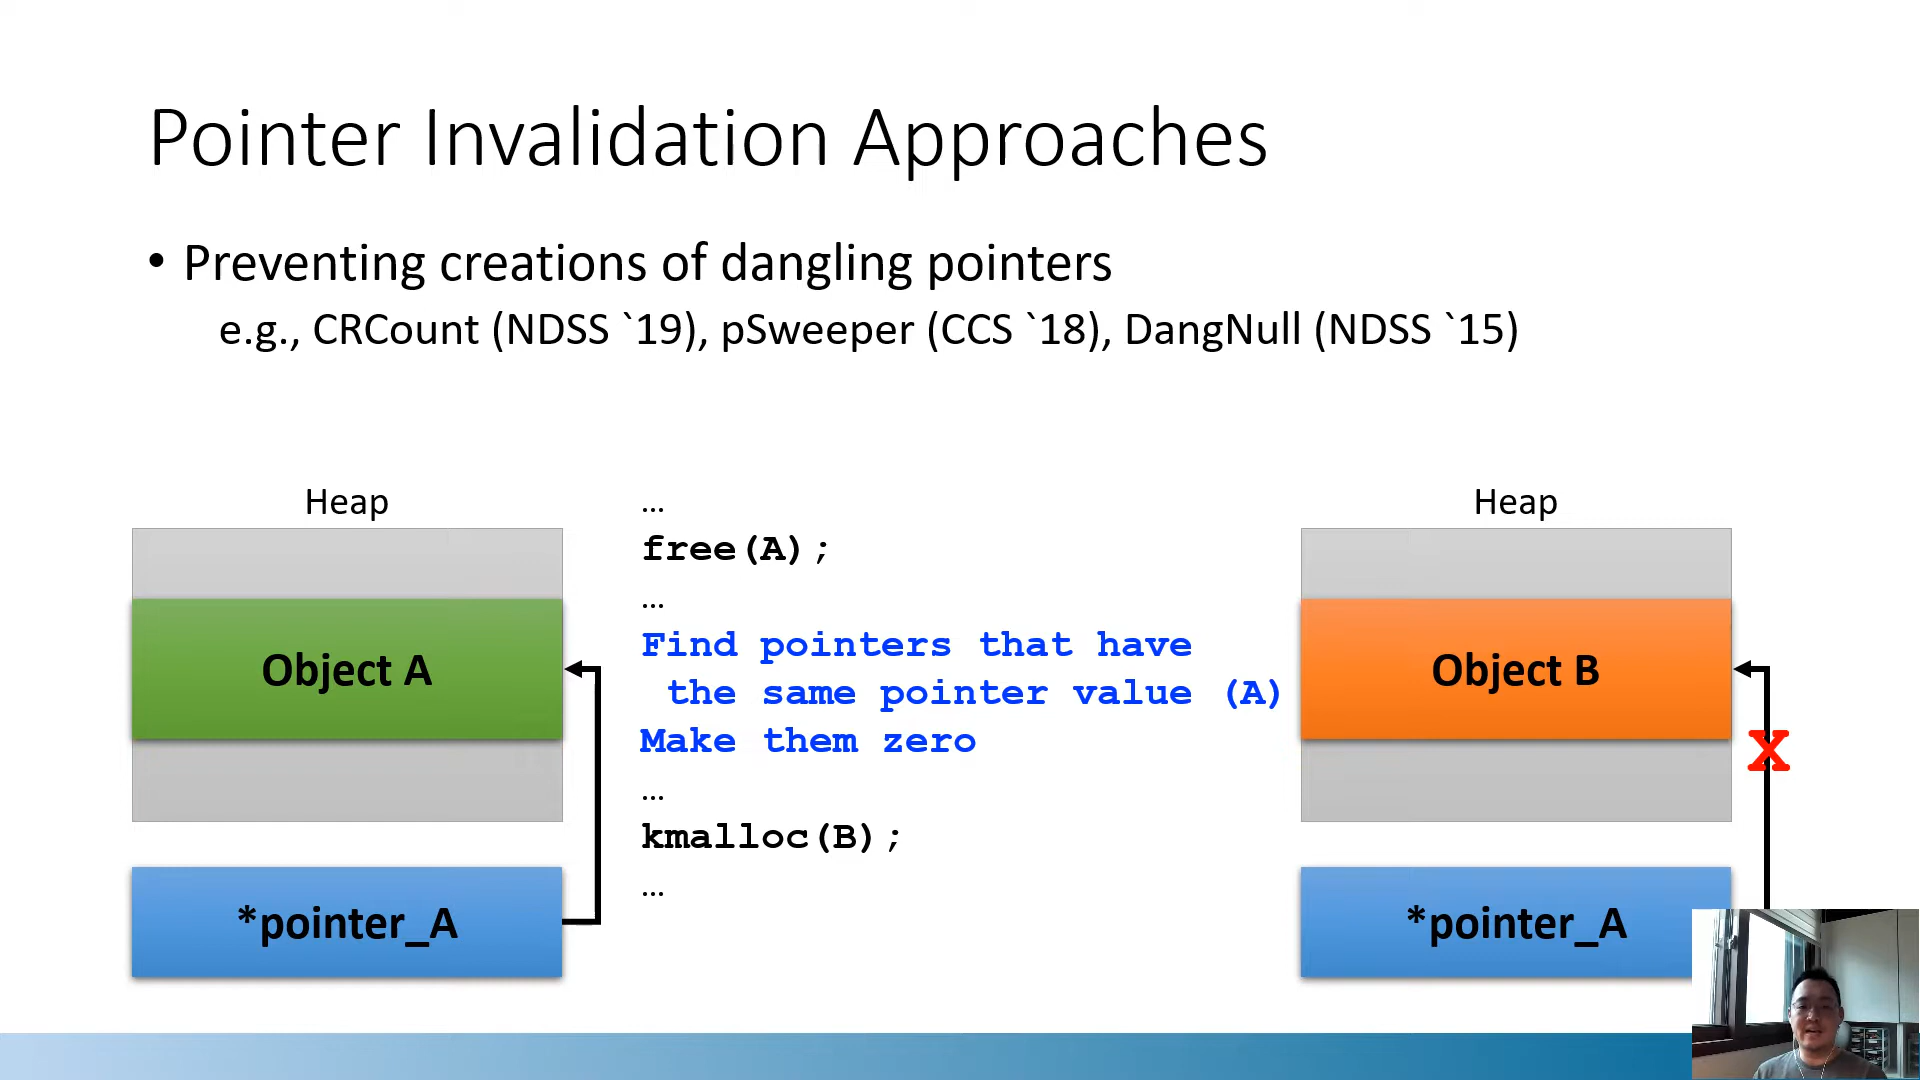 Pointer Invalidation Approaches
• Preventing creations of dangling pointers
e.g., CRCount (NDSS `19), pSweeper (CCS `18), DangNull (NDSS `15)
Heap
Object A
*pointer_A
…
free(A);
…
Find pointers that have
the same pointer value (A)
Make them zero
…
kmalloc(B);
…
Heap
Object B
X
*pointer_A